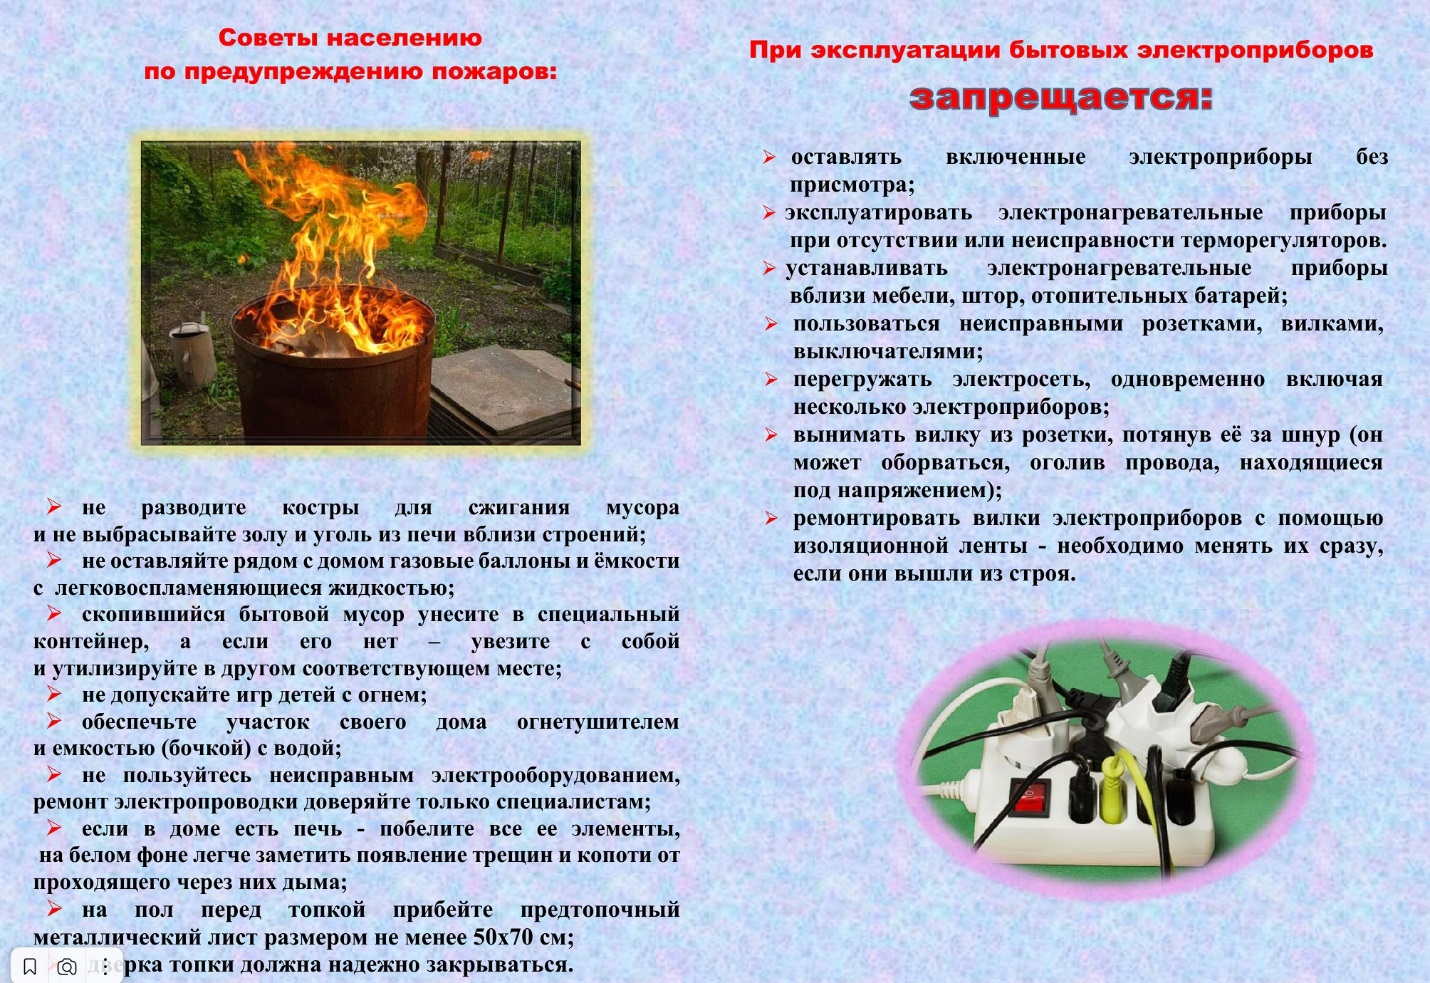 Советы населению
по предупреждению пожаров:
не разводите костры для сжигания мусора
и не выбрасывайте золу и уголь из печи вблизи строений;
не оставляйте рядом с домом газовые баллоны и ёмкости
с легковоспламеняющиеся жидкостью;
скопившийся бытовой мусор унесите в специальный
контейнер, а если его нет – увезите с собой
и утилизируйте в другом соответствующем месте;
не допускайте игр детей с огнем;
обеспечьте участок своего дома огнетушителем
и емкостью (бочкой) с водой;
не пользуйтесь неисправным электрооборудованием,
ремонт электропроводки доверяйте только специалистам;
если в доме есть печь - побелите все ее элементы,
на белом фоне легче заметить появление трещин и копоти от
проходящего через них дыма;
на пол перед топкой прибейте предтопочный
металлический лист размером не менее 50х70 см;
дверка топки должна надежно закрываться.
При эксплуатации бытовых электроприборов
запрещается:
оставлять включенные электроприборы без
присмотра;
эксплуатировать электронагревательные приборы
при отсутствии или неисправности терморегуляторов.
устанавливать электронагревательные приборы
вблизи мебели, штор, отопительных батарей;
пользоваться неисправными розетками, вилками,
выключателями;
перегружать электросеть, одновременно включая
несколько электроприборов;
вынимать вилку из розетки, потянув её за шнур (он
может оборваться, оголив провода, находящиеся
под напряжением);
ремонтировать вилки электроприборов с помощью
изоляционной ленты - необходимо менять их сразу,
если они вышли из строя.